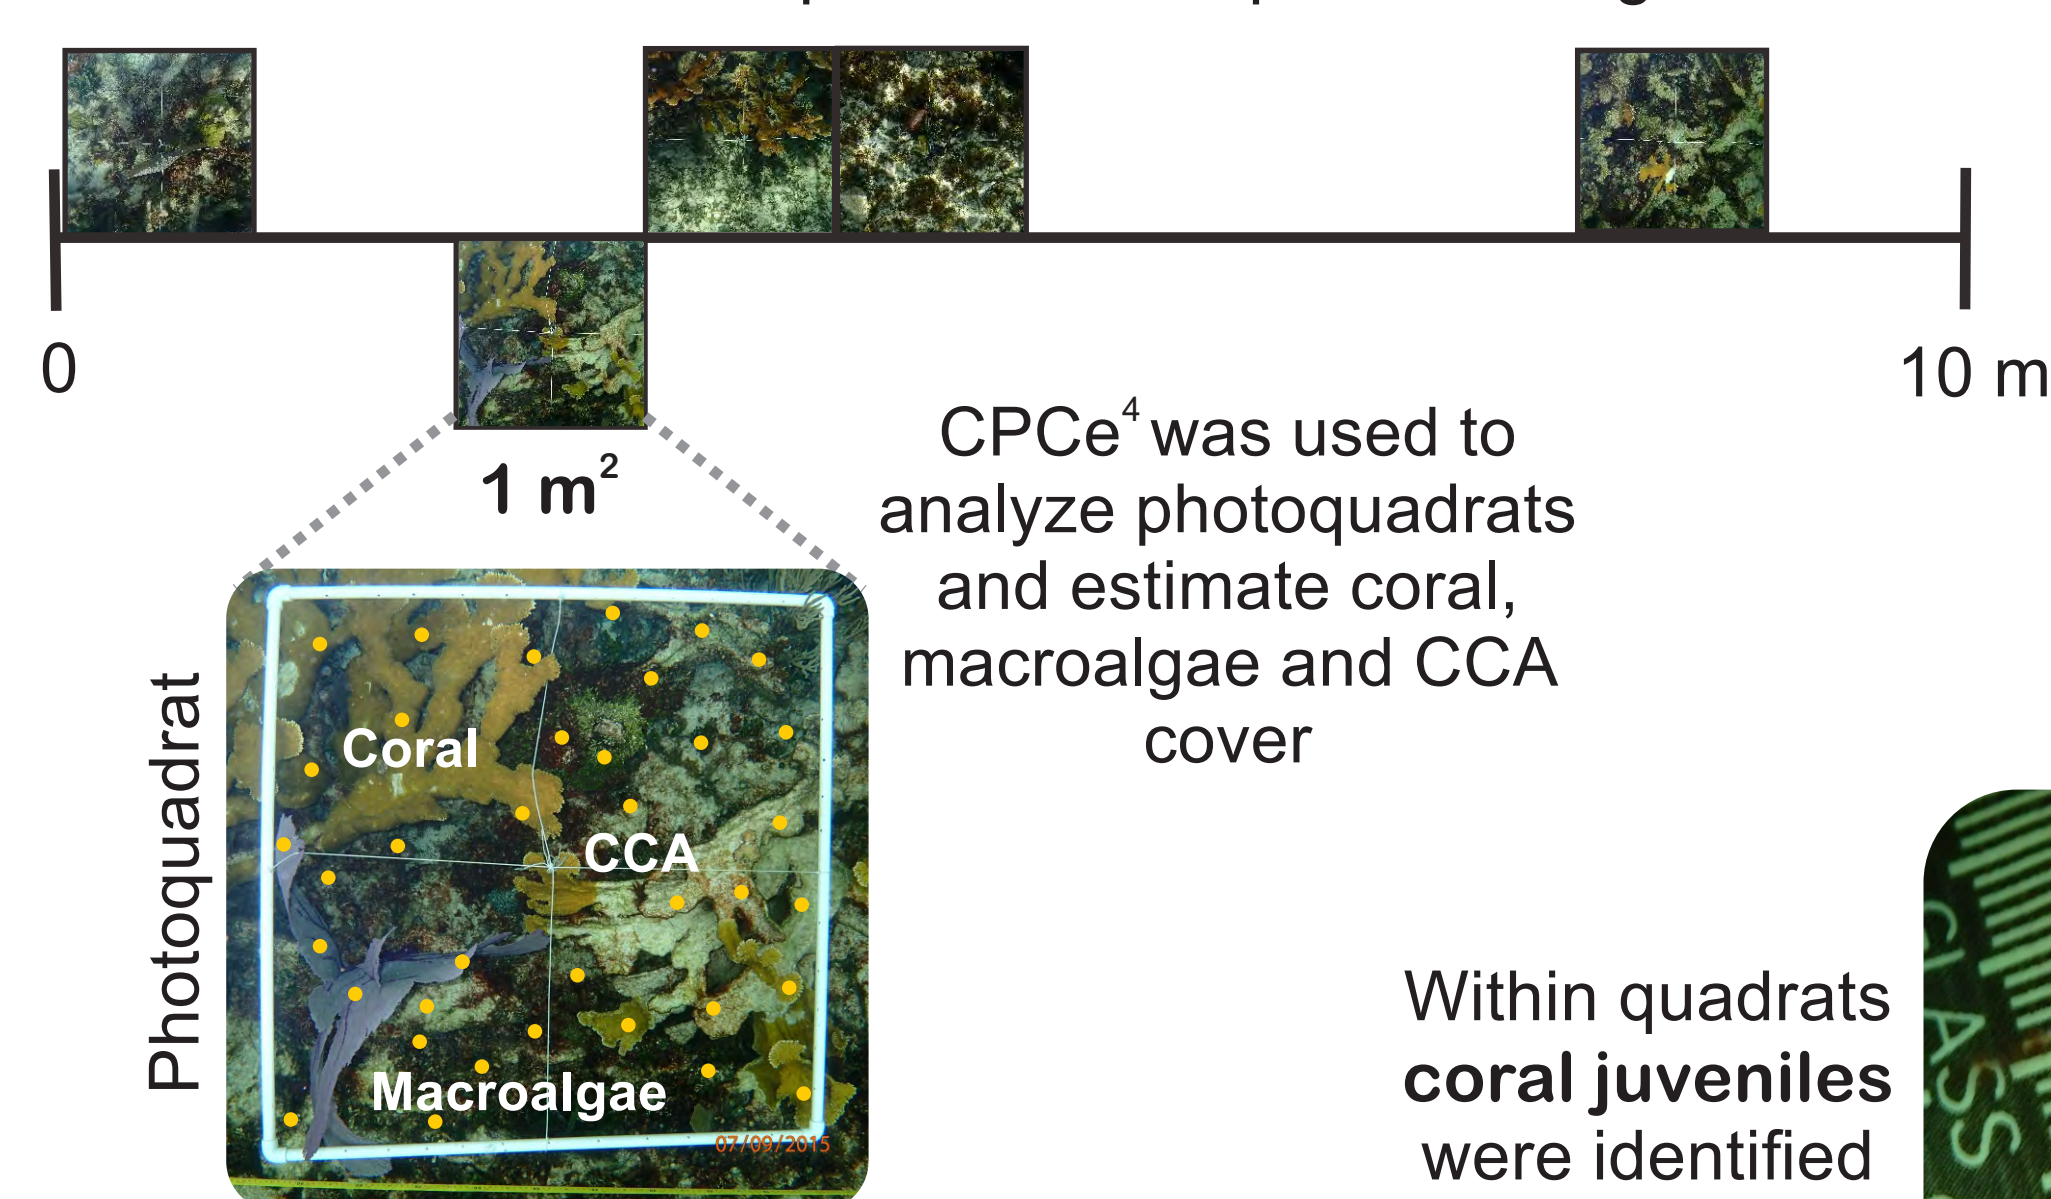 0
10 m
1 m²
CPCe⁴ was used to
analyze photoquadrats
and estimate coral,
macroalgae and CCA
cover
Photoquadrat
Coral
CCA
Macroalgae
07/09/2015
Within quadrats
coral juveniles
were identified
GLASS